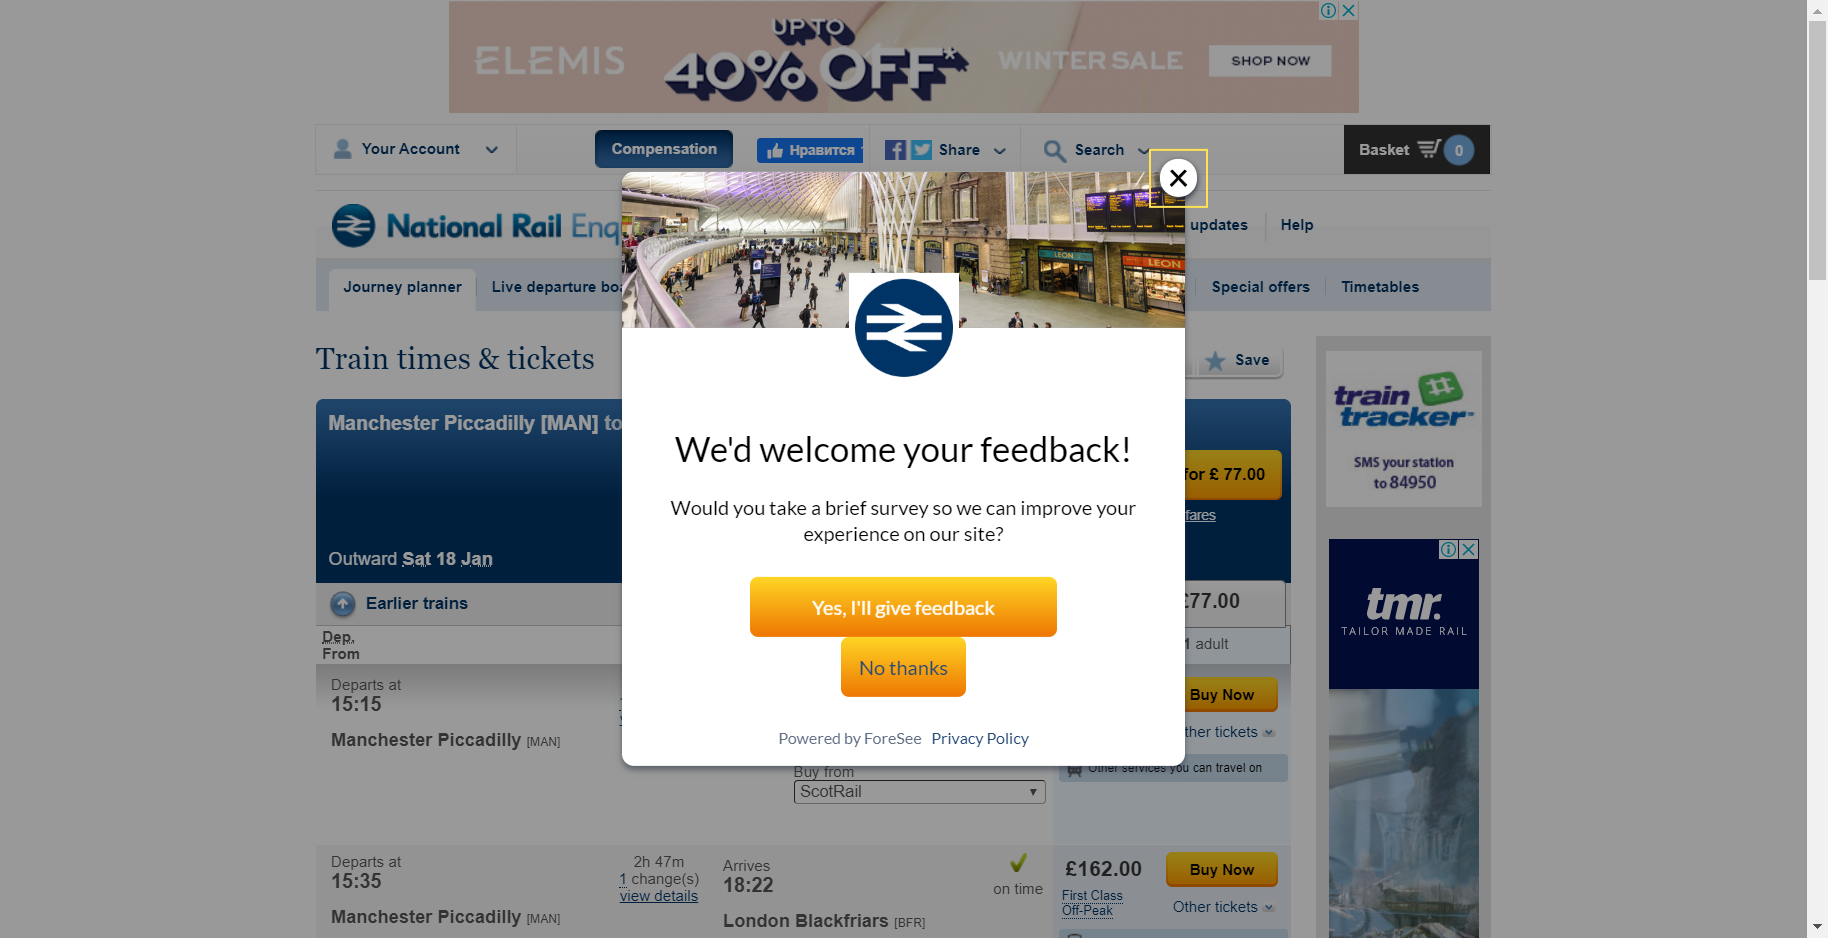 ELEMIS
UP TO
40% OFF*
WINTER SALE
SHOP NOW
Your Account
Compensation
Нравится
Share
Search
Basket
0
National Rail Enq
updates
Help
Journey planner
Live departure boa
Special offers
Timetables
LEON
LEON
Train times & tickets
Save
Manchester Piccadilly [MAN] to
for £ 77.00
fares
Outward Sat 18 Jan
We'd welcome your feedback!
Would you take a brief survey so we can improve your
experience on our site?
Yes, I'll give feedback
No thanks
Powered by ForeSee Privacy Policy
train
tracker
SMS your station
to 84950
tmr.
TAILOR MADE RAIL
Earlier trains
£77.00
Dep.
From
1 adult
Departs at
15:15
Manchester Piccadilly [MAN]
Buy Now
ther tickets
Other services you can travel on
Buy from
ScotRail
Departs at
15:35
Manchester Piccadilly [MAN]
2h 47m
1 change(s)
view details
Arrives
18:22
London Blackfriars [BFR]
on time
£162.00
First Class
Off-Peak
Buy Now
Other tickets